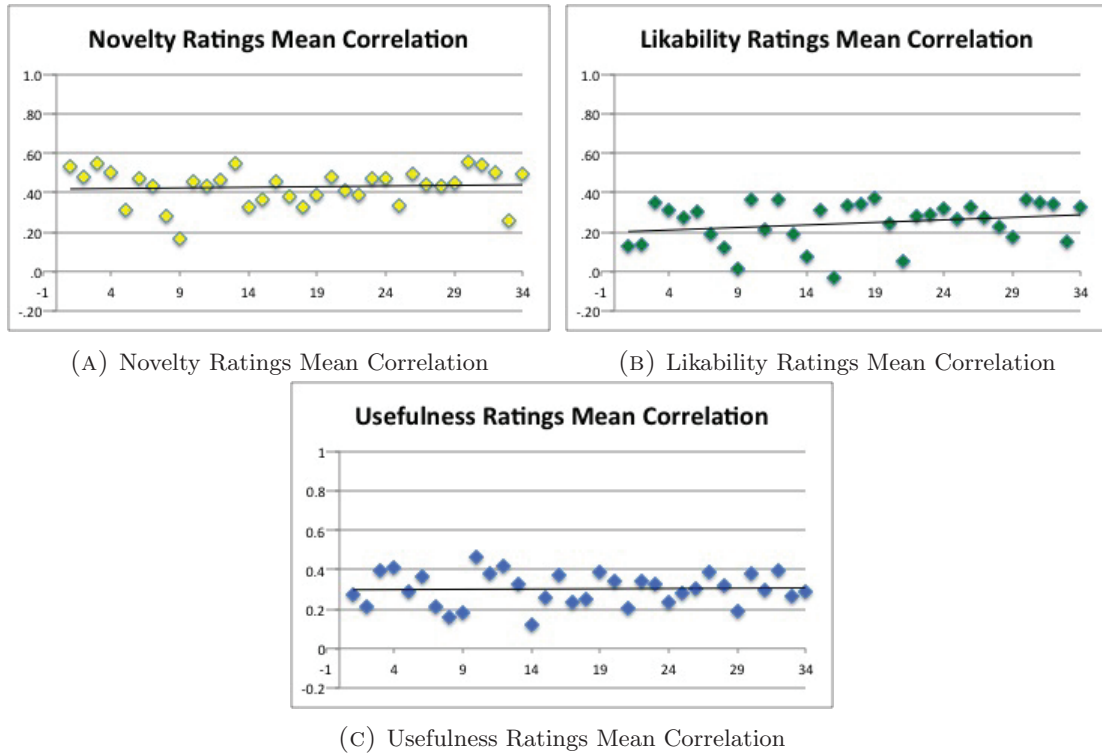 Novelty Ratings Mean Correlation
1.0
.80
.60
.40
.20
.0
-.20
-1 4 9 14 19 24 29 34
(A) Novelty Ratings Mean Correlation
Likability Ratings Mean Correlation
1.0
.80
.60
.40
.20
.0
-.20
-1 4 9 14 19 24 29 34
(B) Likability Ratings Mean Correlation
Usefulness Ratings Mean Correlation
1
0.8
0.6
0.4
0.2
0
-0.2
-1 4 9 14 19 24 29 34
(C) Usefulness Ratings Mean Correlation